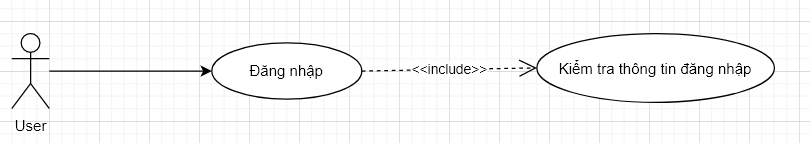 Đăng nhập
<<include>>
Kiểm tra thông tin đăng nhập
User